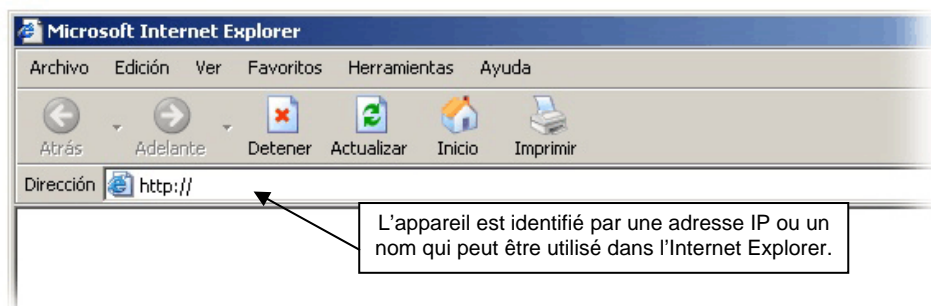 Microsoft Internet Explorer
Archivo Edición Ver Favoritos Herramientas Ayuda
Atrás Adelante Detener Actualizar Inicio Imprimir
Dirección http://
L'appareil est identifié par une adresse IP ou un
nom qui peut être utilisé dans l'Internet Explorer.